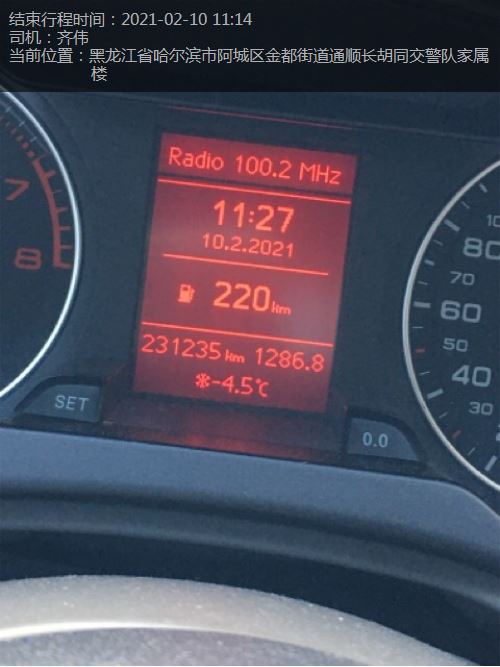 结束行程时间：2021-02-10 11:14
司机：齐伟
当前位置：黑龙江省哈尔滨市阿城区金都街道通顺长胡同交警队家属
楼
Radio 100.2 MHz
11:27
10.2.2021
220km
231235km 1286.8
-4.5℃
7
8
SET
0.0
80
70
60
50
40
30